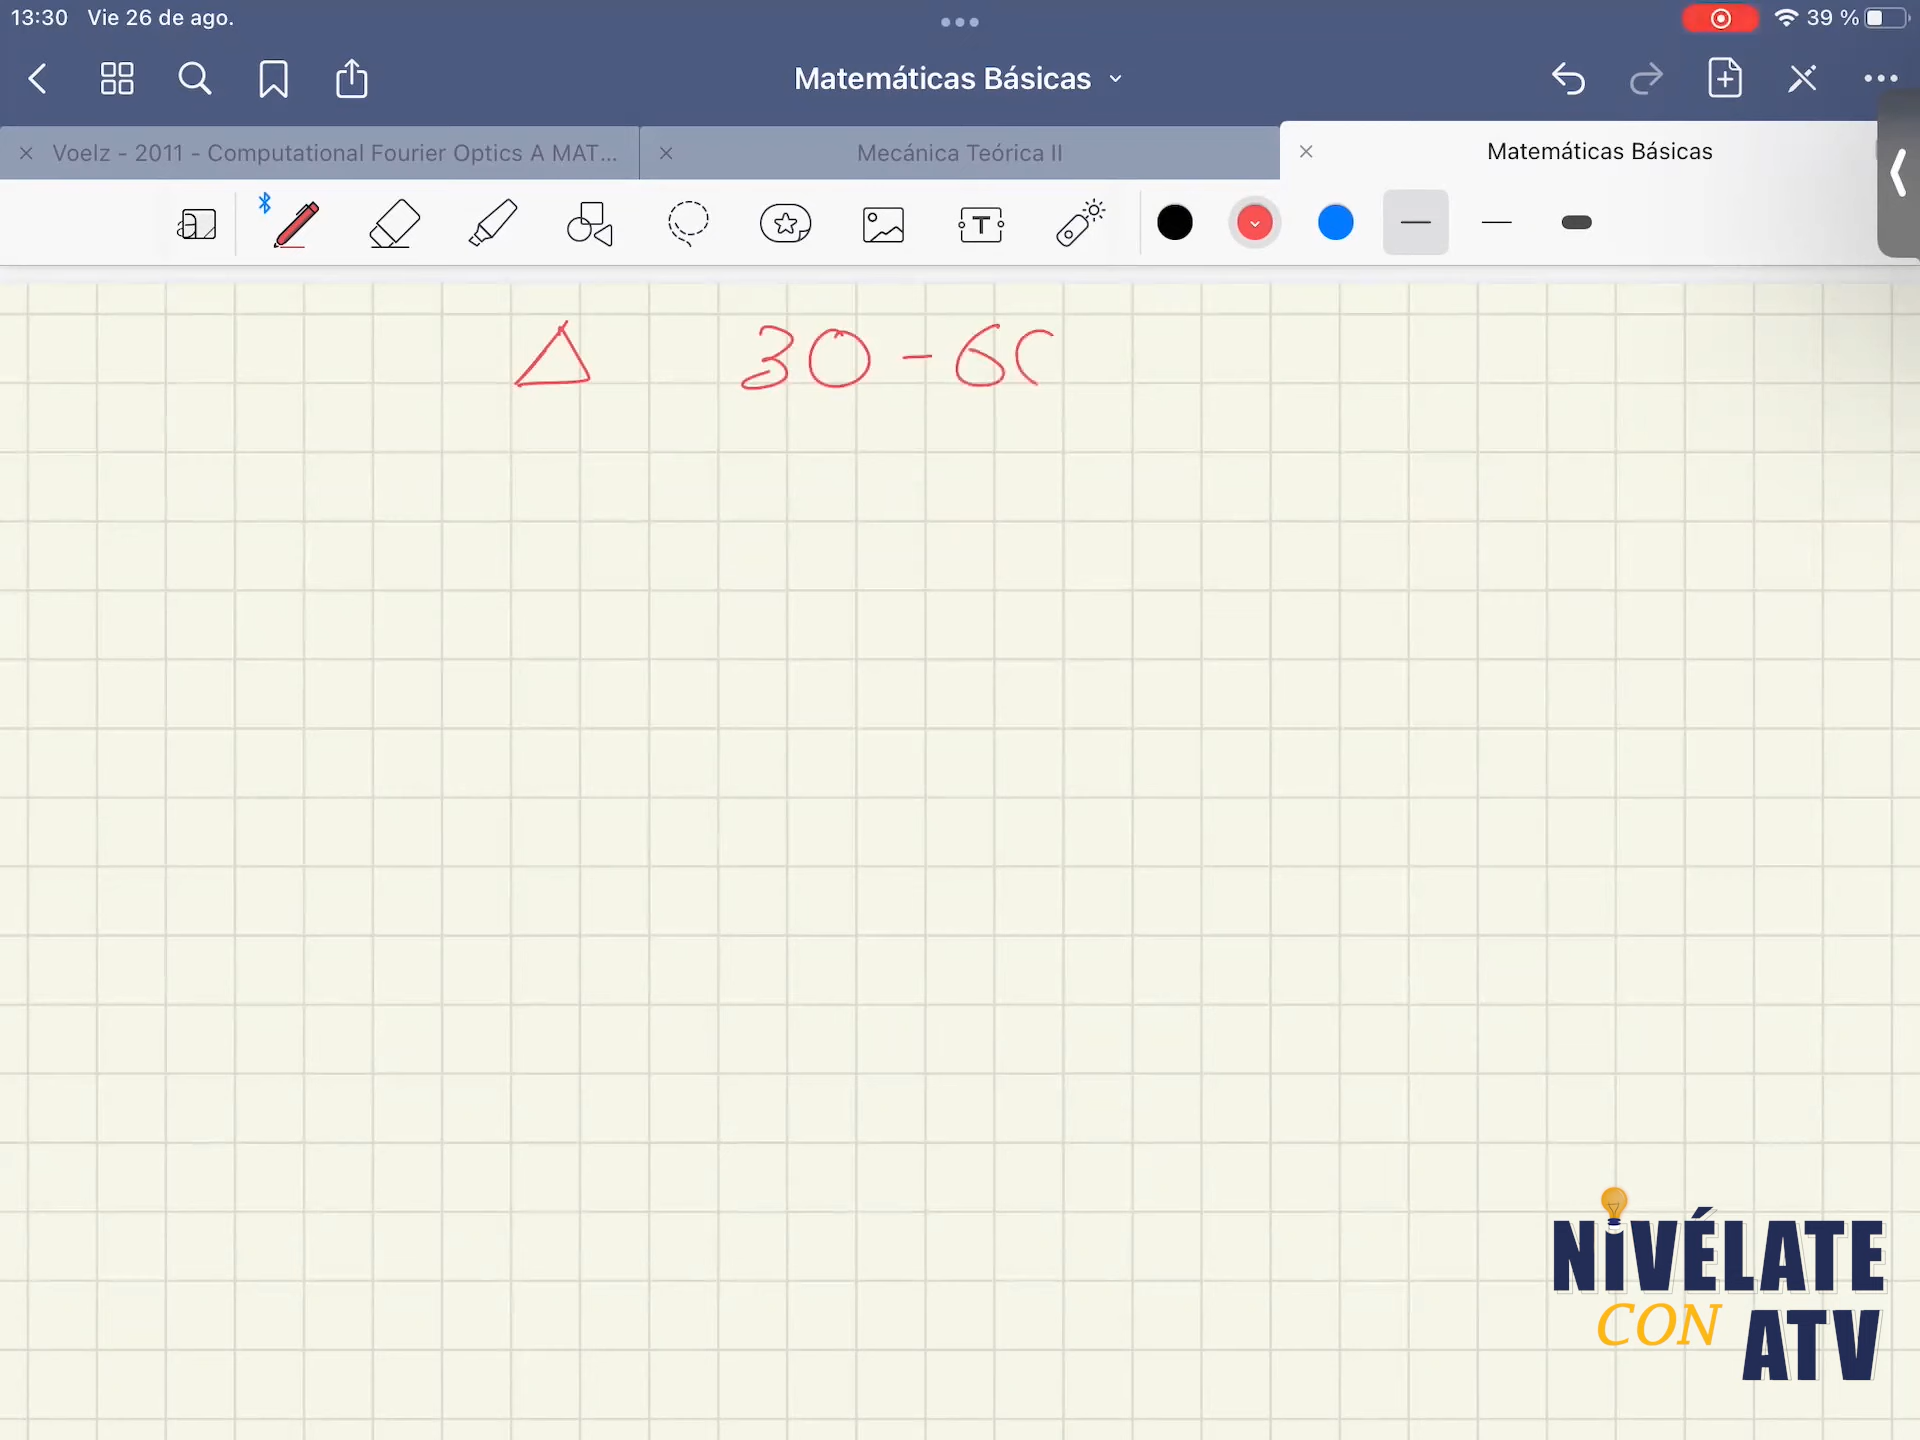 13:30 Vie 26 de ago. 39 %
Matemáticas Básicas
Voelz - 2011 - Computational Fourier Optics A MAT... Mecánica Teórica II Matemáticas Básicas
a T
Δ 30 - 60
NIVÉLATE
CON
ATV